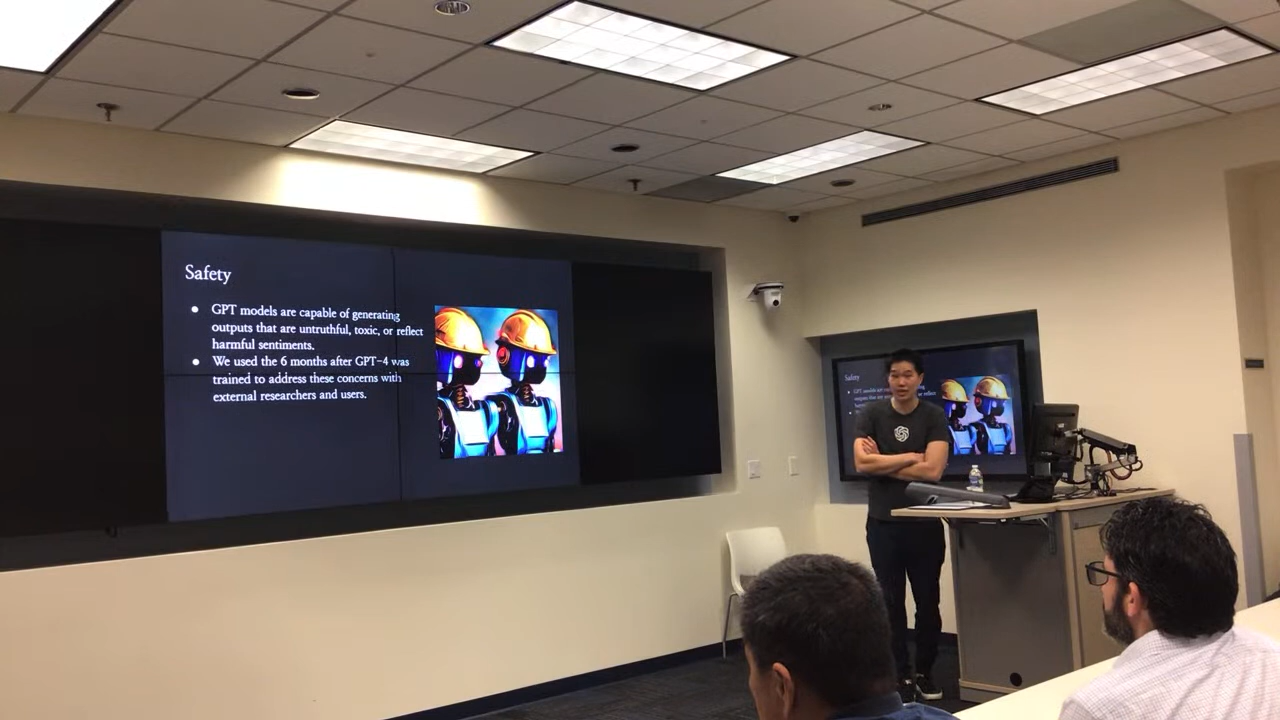 Safety
GPT models are capable of generating
outputs that are untruthful, toxic, or reflect
harmful sentiments.
We used the 6 months after GPT-4 was
trained to address these concerns with
external researchers and users.
Safety